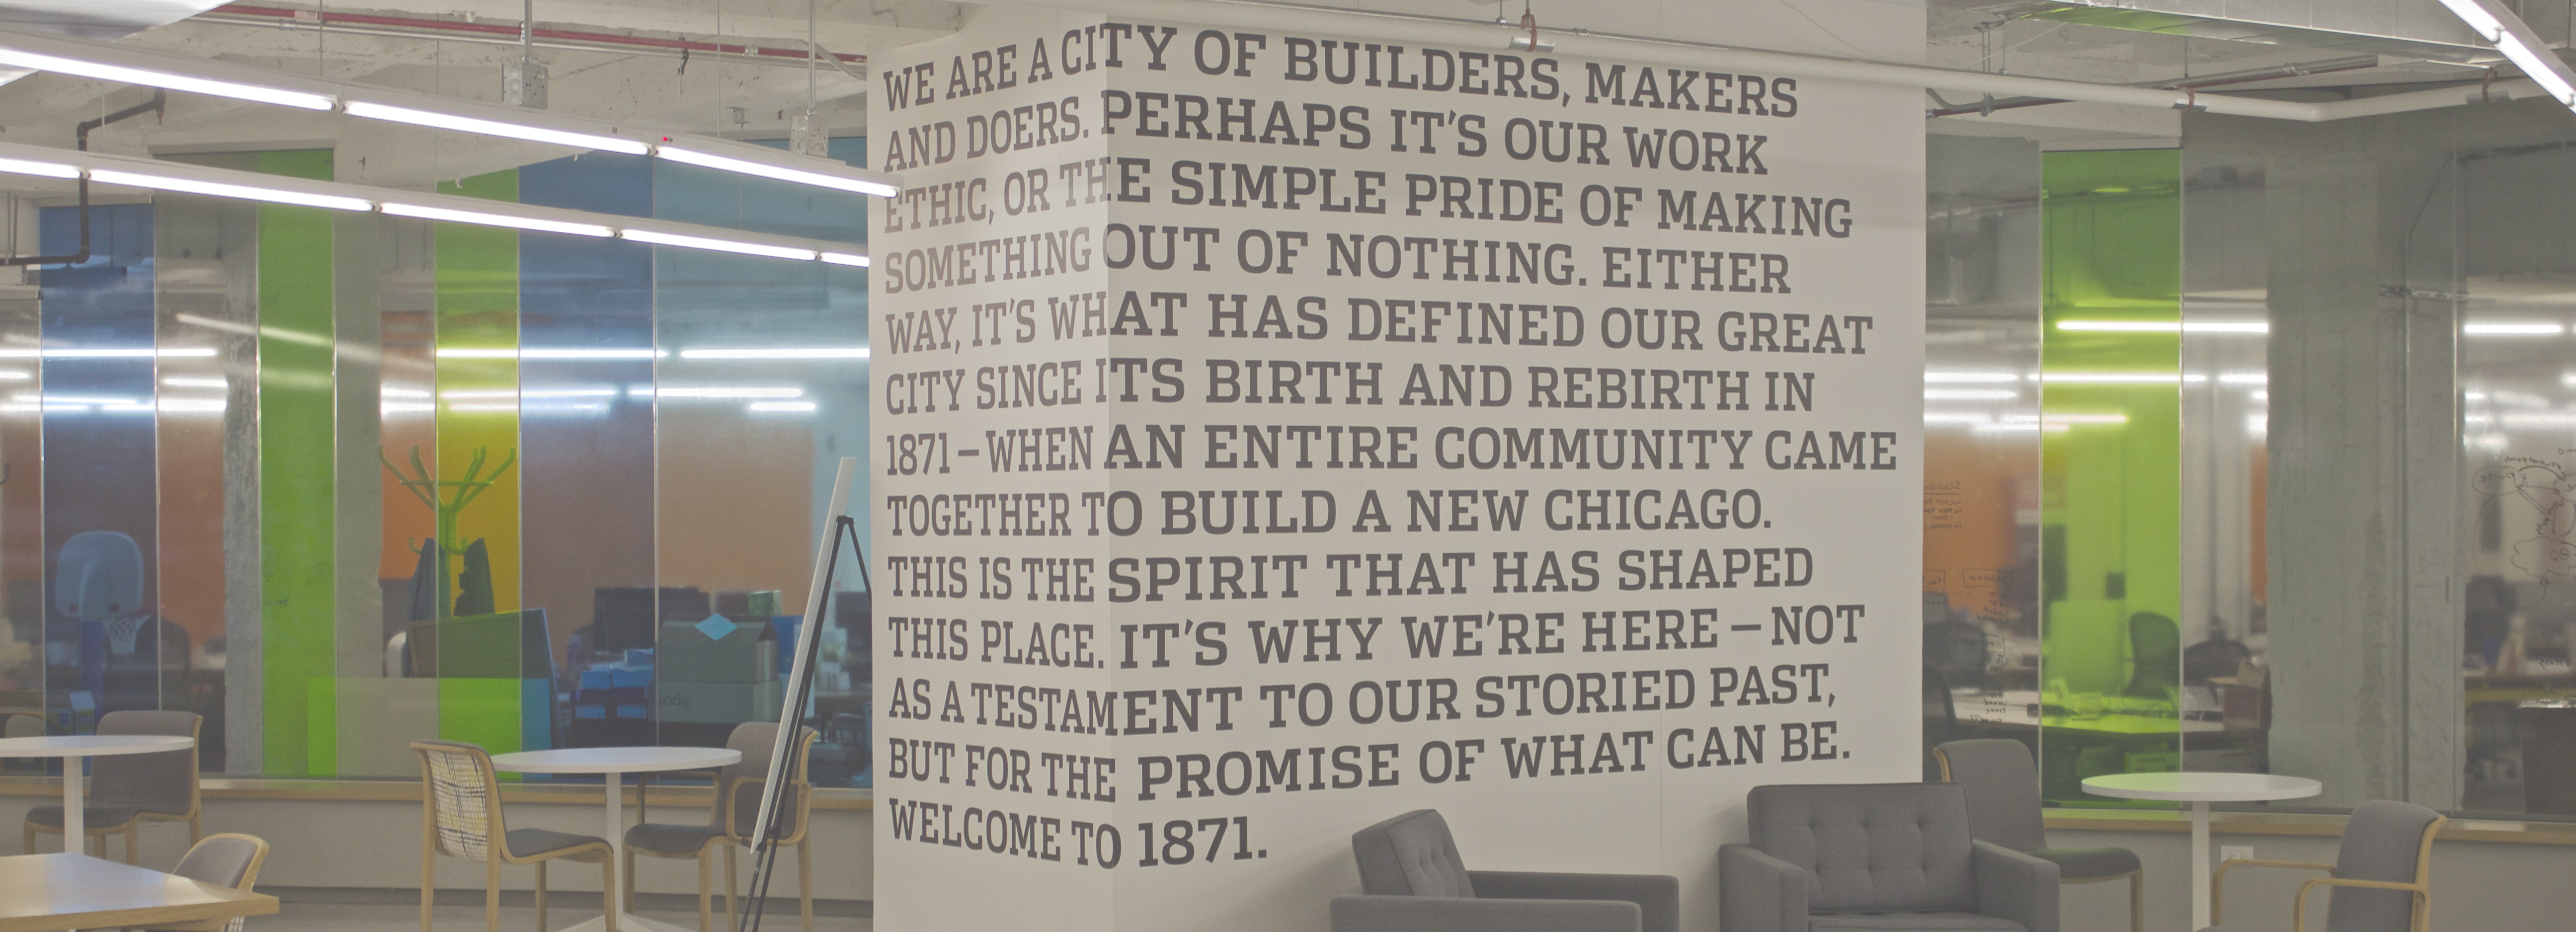 WE ARE A CITY OF BUILDERS, MAKERS
AND DOERS. PERHAPS IT'S OUR WORK
ETHIC, OR THE SIMPLE PRIDE OF MAKING
SOMETHING OUT OF NOTHING. EITHER
WAY, IT'S WHAT HAS DEFINED OUR GREAT
CITY SINCE ITS BIRTH AND REBIRTH IN
1871 – WHEN AN ENTIRE COMMUNITY CAME
TOGETHER TO BUILD A NEW CHICAGO.
THIS IS THE SPIRIT THAT HAS SHAPED
THIS PLACE. IT'S WHY WE'RE HERE – NOT
AS A TESTAMENT TO OUR STORIED PAST,
BUT FOR THE PROMISE OF WHAT CAN BE.
WELCOME TO 1871.